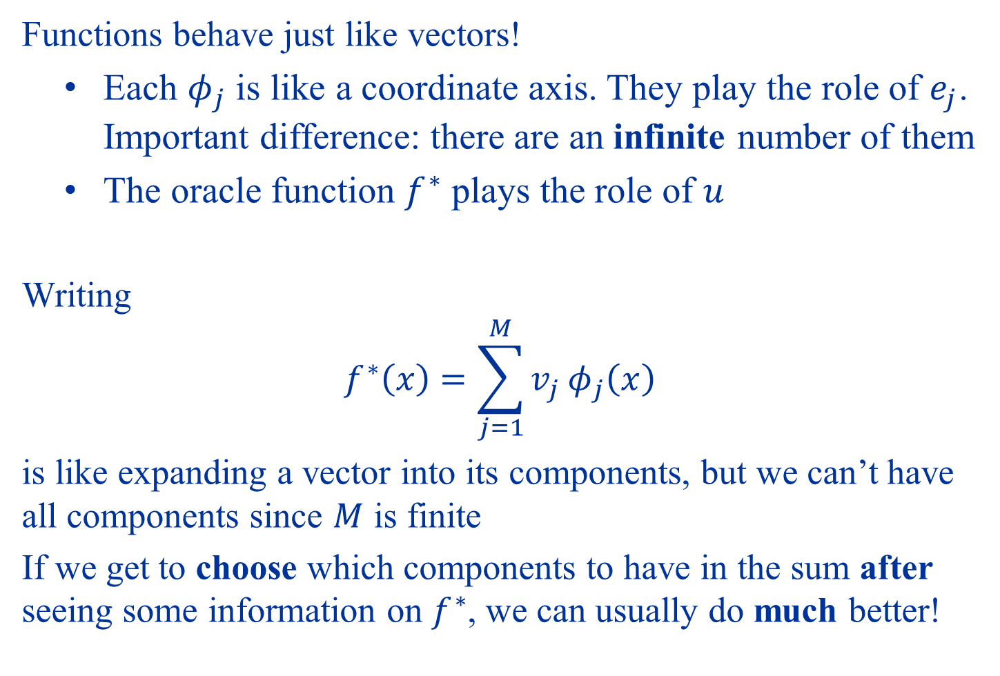 Functions behave just like vectors!
• Each ϕ_j is like a coordinate axis. They play the role of e_j.
Important difference: there are an infinite number of them
• The oracle function f* plays the role of u
Writing
f*(x) = ∑_{j=1}^{M} v_j ϕ_j(x)
is like expanding a vector into its components, but we can’t have
all components since M is finite
If we get to choose which components to have in the sum after
seeing some information on f*, we can usually do much better!